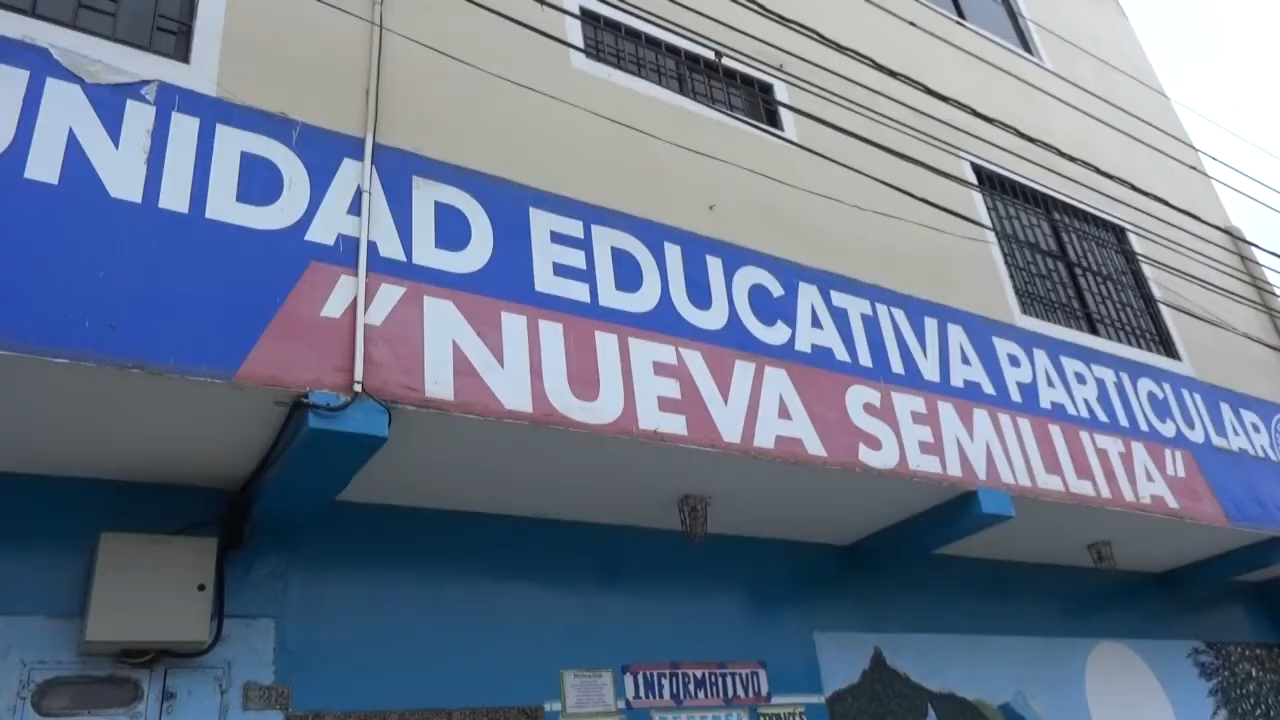 UNIDAD EDUCATIVA PARTICULAR
"NUEVA SEMILLITA"
INFORMATIVO